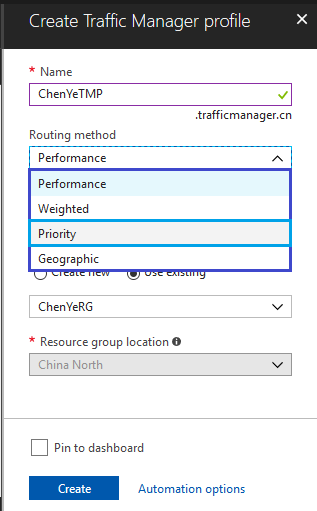 Create Traffic Manager profile
* Name
ChenYeTMP
.trafficmanager.cn
Routing method
Performance
Performance
Weighted
Priority
Geographic
Create new Use existing
ChenYeRG
* Resource group location
China North
Pin to dashboard
Create Automation options